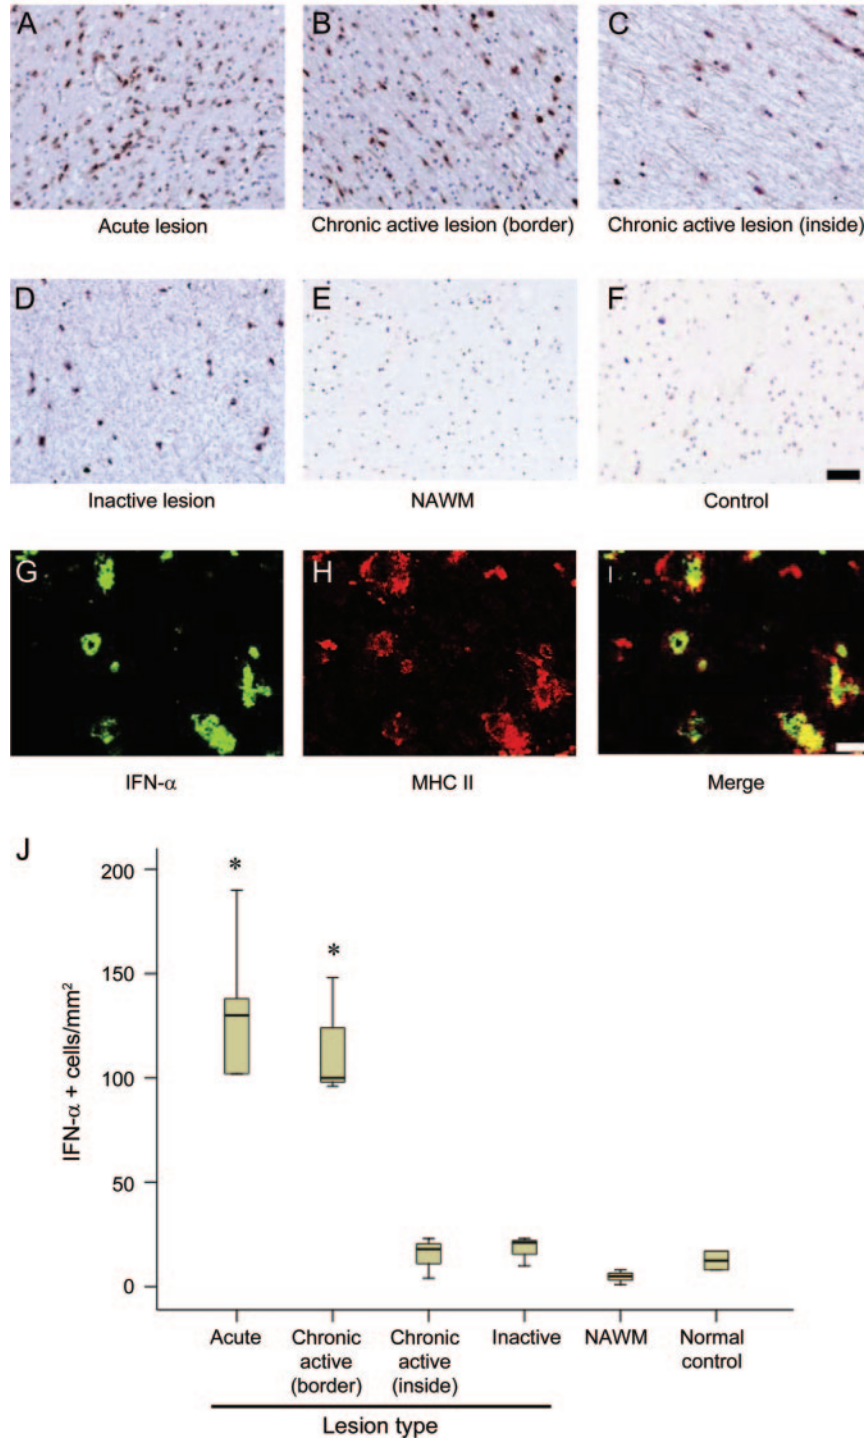 A
B
C
Acute lesion
Chronic active lesion (border)
Chronic active lesion (inside)
D
E
F
Inactive lesion
NAWM
Control
G
H
I
IFN-α
MHC II
Merge
J
200
150
100
50
0
IFN-α + cells/mm²
*
*
Acute
Chronic
active
(border)
Chronic
active
(inside)
Inactive
NAWM
Normal
control
Lesion type